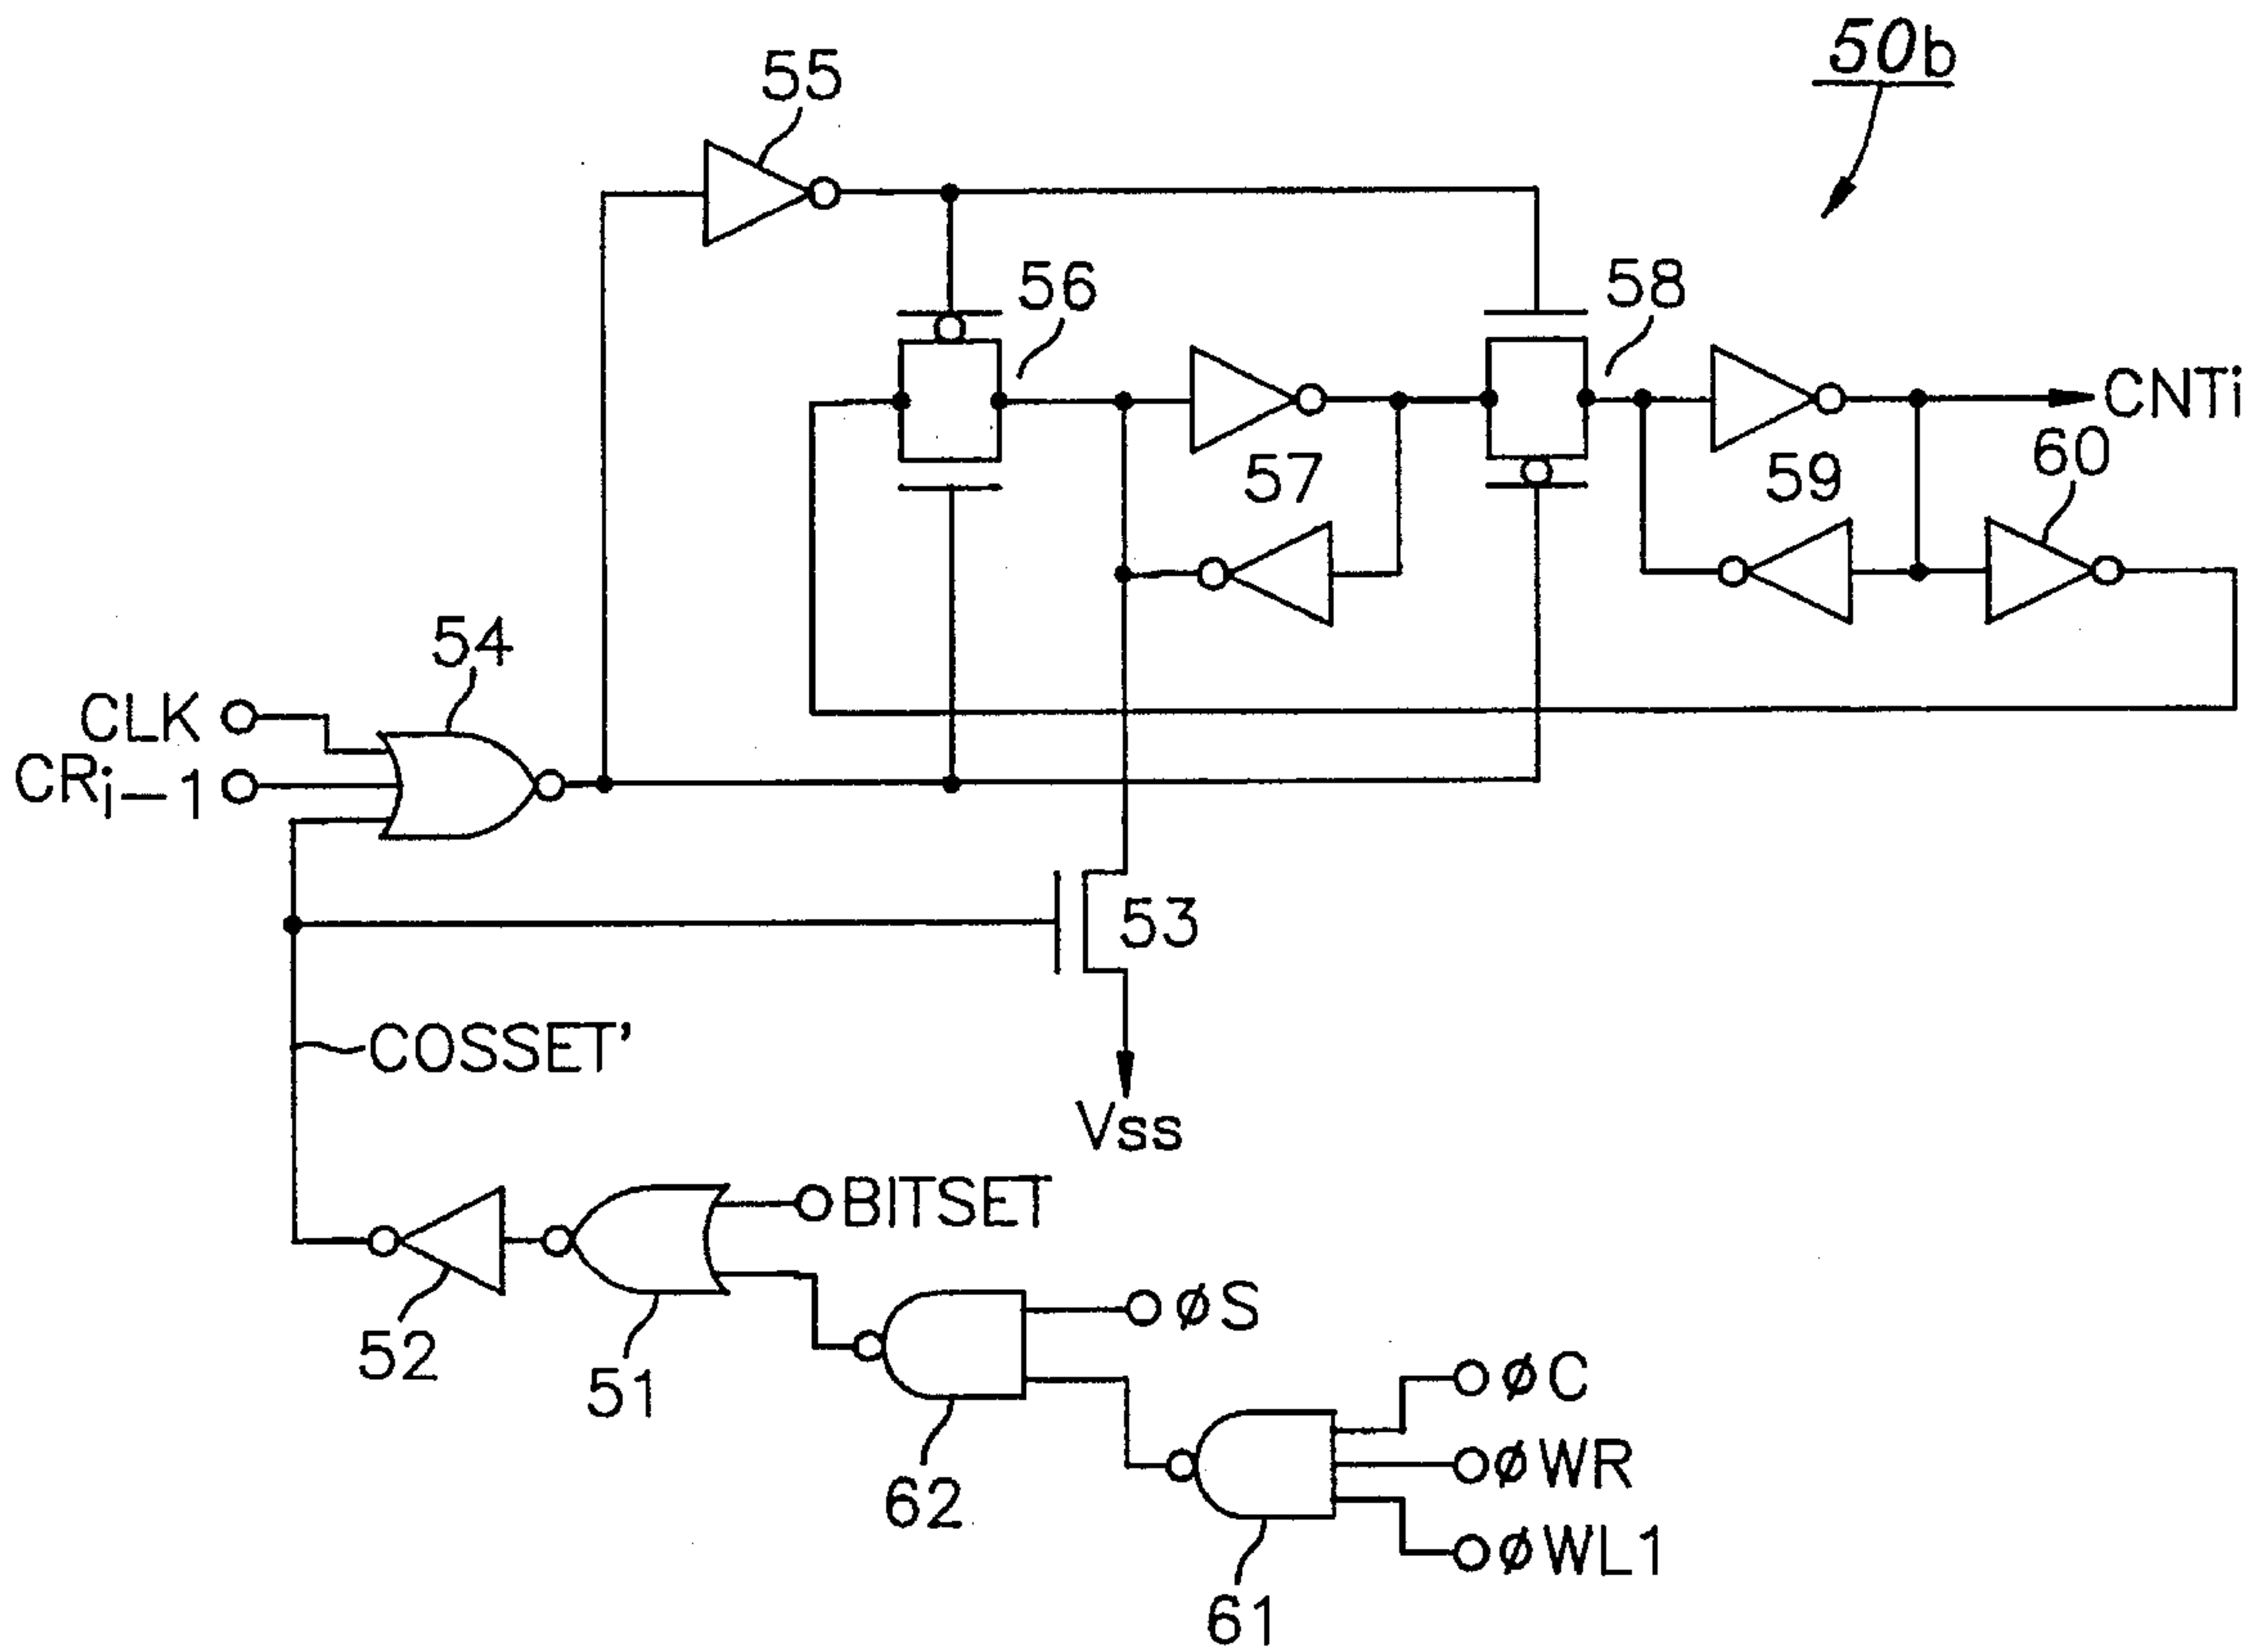 50b
55
56
58
CNTi
57
59
60
54
CLK
CRi-1
53
COSSET'
Vss
BITSET
52
51
øS
62
øC
øWR
øWL1
61